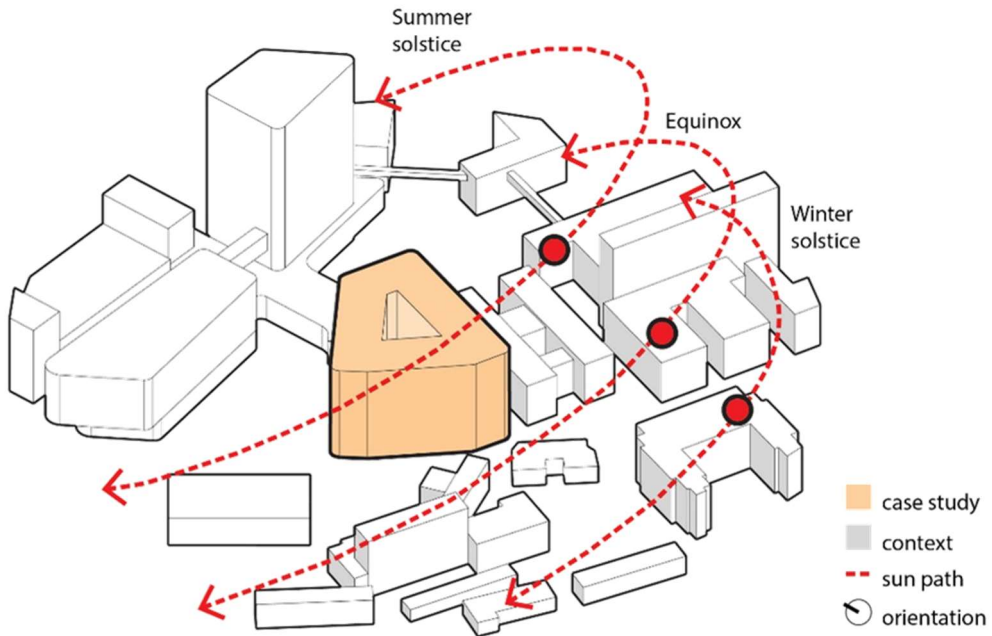 Summer
solstice
Equinox
Winter
solstice
case study
context
sun path
orientation